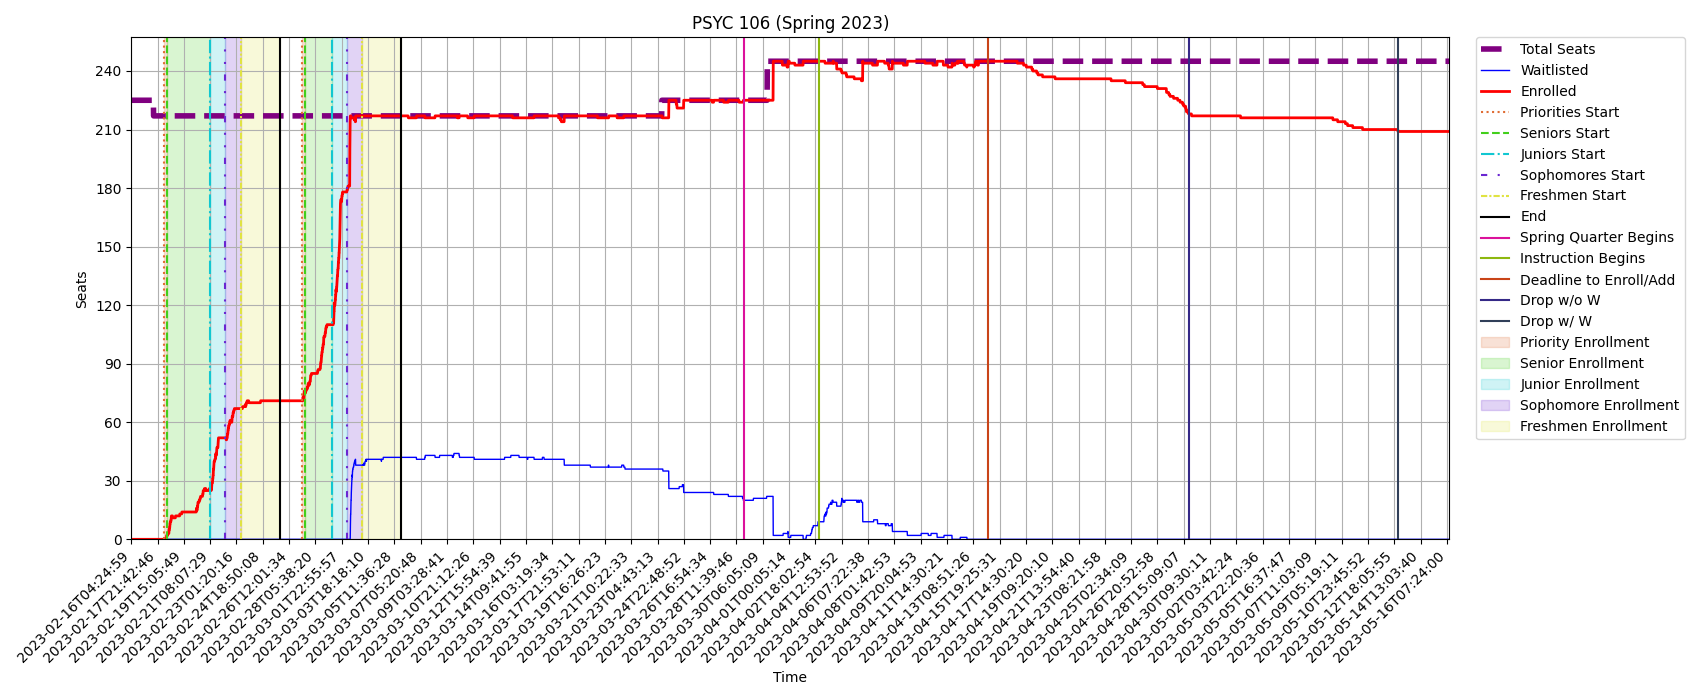 PSYC 106 (Spring 2023)
Seats
240
210
180
150
120
90
60
30
0
2023-02-16T04:24:59
2023-02-17T21:42:46
2023-02-19T15:05:49
2023-02-21T08:07:29
2023-02-23T01:20:16
2023-02-24T18:50:08
2023-02-26T12:01:34
2023-02-28T05:38:20
2023-03-01T22:55:57
2023-03-03T18:18:10
2023-03-05T11:36:28
2023-03-07T05:20:48
2023-03-09T03:28:41
2023-03-10T21:12:26
2023-03-12T15:54:39
2023-03-14T09:41:55
2023-03-16T03:19:34
2023-03-17T21:53:11
2023-03-19T16:26:23
2023-03-21T10:22:33
2023-03-23T04:43:13
2023-03-24T22:48:52
2023-03-26T16:54:34
2023-03-28T11:39:46
2023-03-30T06:05:09
2023-04-01T00:05:14
2023-04-02T18:02:54
2023-04-04T12:53:52
2023-04-06T07:22:38
2023-04-08T01:42:53
2023-04-09T20:04:53
2023-04-11T14:30:21
2023-04-13T08:51:26
2023-04-15T19:25:31
2023-04-17T14:30:20
2023-04-19T09:20:10
2023-04-21T13:54:40
2023-04-23T08:21:58
2023-04-25T02:34:09
2023-04-26T20:52:58
2023-04-28T15:09:07
2023-04-30T09:30:11
2023-05-02T03:42:24
2023-05-03T22:20:36
2023-05-05T16:37:47
2023-05-07T11:03:09
2023-05-09T05:19:11
2023-05-10T23:45:52
2023-05-12T18:05:55
2023-05-14T13:03:40
2023-05-16T07:24:00
Time
Total Seats
Waitlisted
Enrolled
Priorities Start
Seniors Start
Juniors Start
Sophomores Start
Freshmen Start
End
Spring Quarter Begins
Instruction Begins
Deadline to Enroll/Add
Drop w/o W
Drop w/ W
Priority Enrollment
Senior Enrollment
Junior Enrollment
Sophomore Enrollment
Freshmen Enrollment